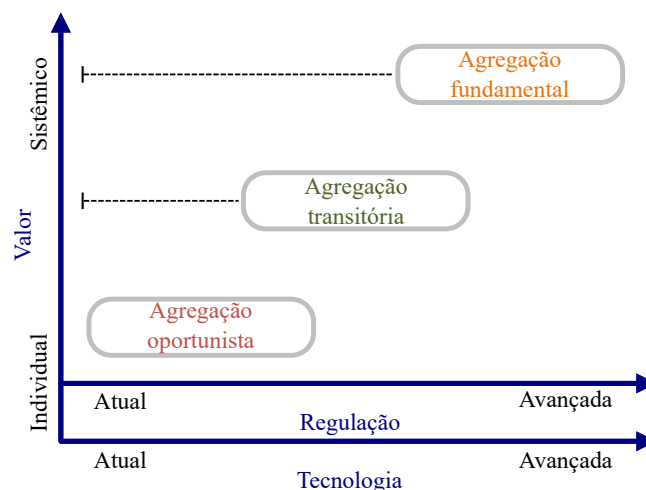 Sistêmico
Valor
Individual
Agregação
fundamental
Agregação
transitória
Agregação
oportunista
Atual
Avançada
Regulação
Atual
Avançada
Tecnologia